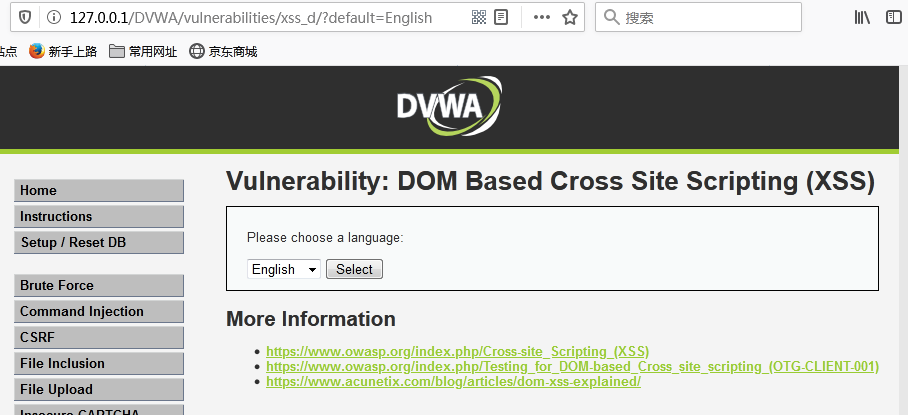 127.0.0.1/DVWA/vulnerabilities/xss_d/?default=English
搜索
站点 新手上路 常用网址 京东商城
DVWA
Home
Instructions
Setup / Reset DB
Brute Force
Command Injection
CSRF
File Inclusion
File Upload
Insecure CAPTCHA
Vulnerability: DOM Based Cross Site Scripting (XSS)
Please choose a language:
English Select
More Information
https://www.owasp.org/index.php/Cross-site_Scripting_(XSS)
https://www.owasp.org/index.php/Testing_for_DOM-based_Cross_site_scripting_(OTG-CLIENT-001)
https://www.acunetix.com/blog/articles/dom-xss-explained/